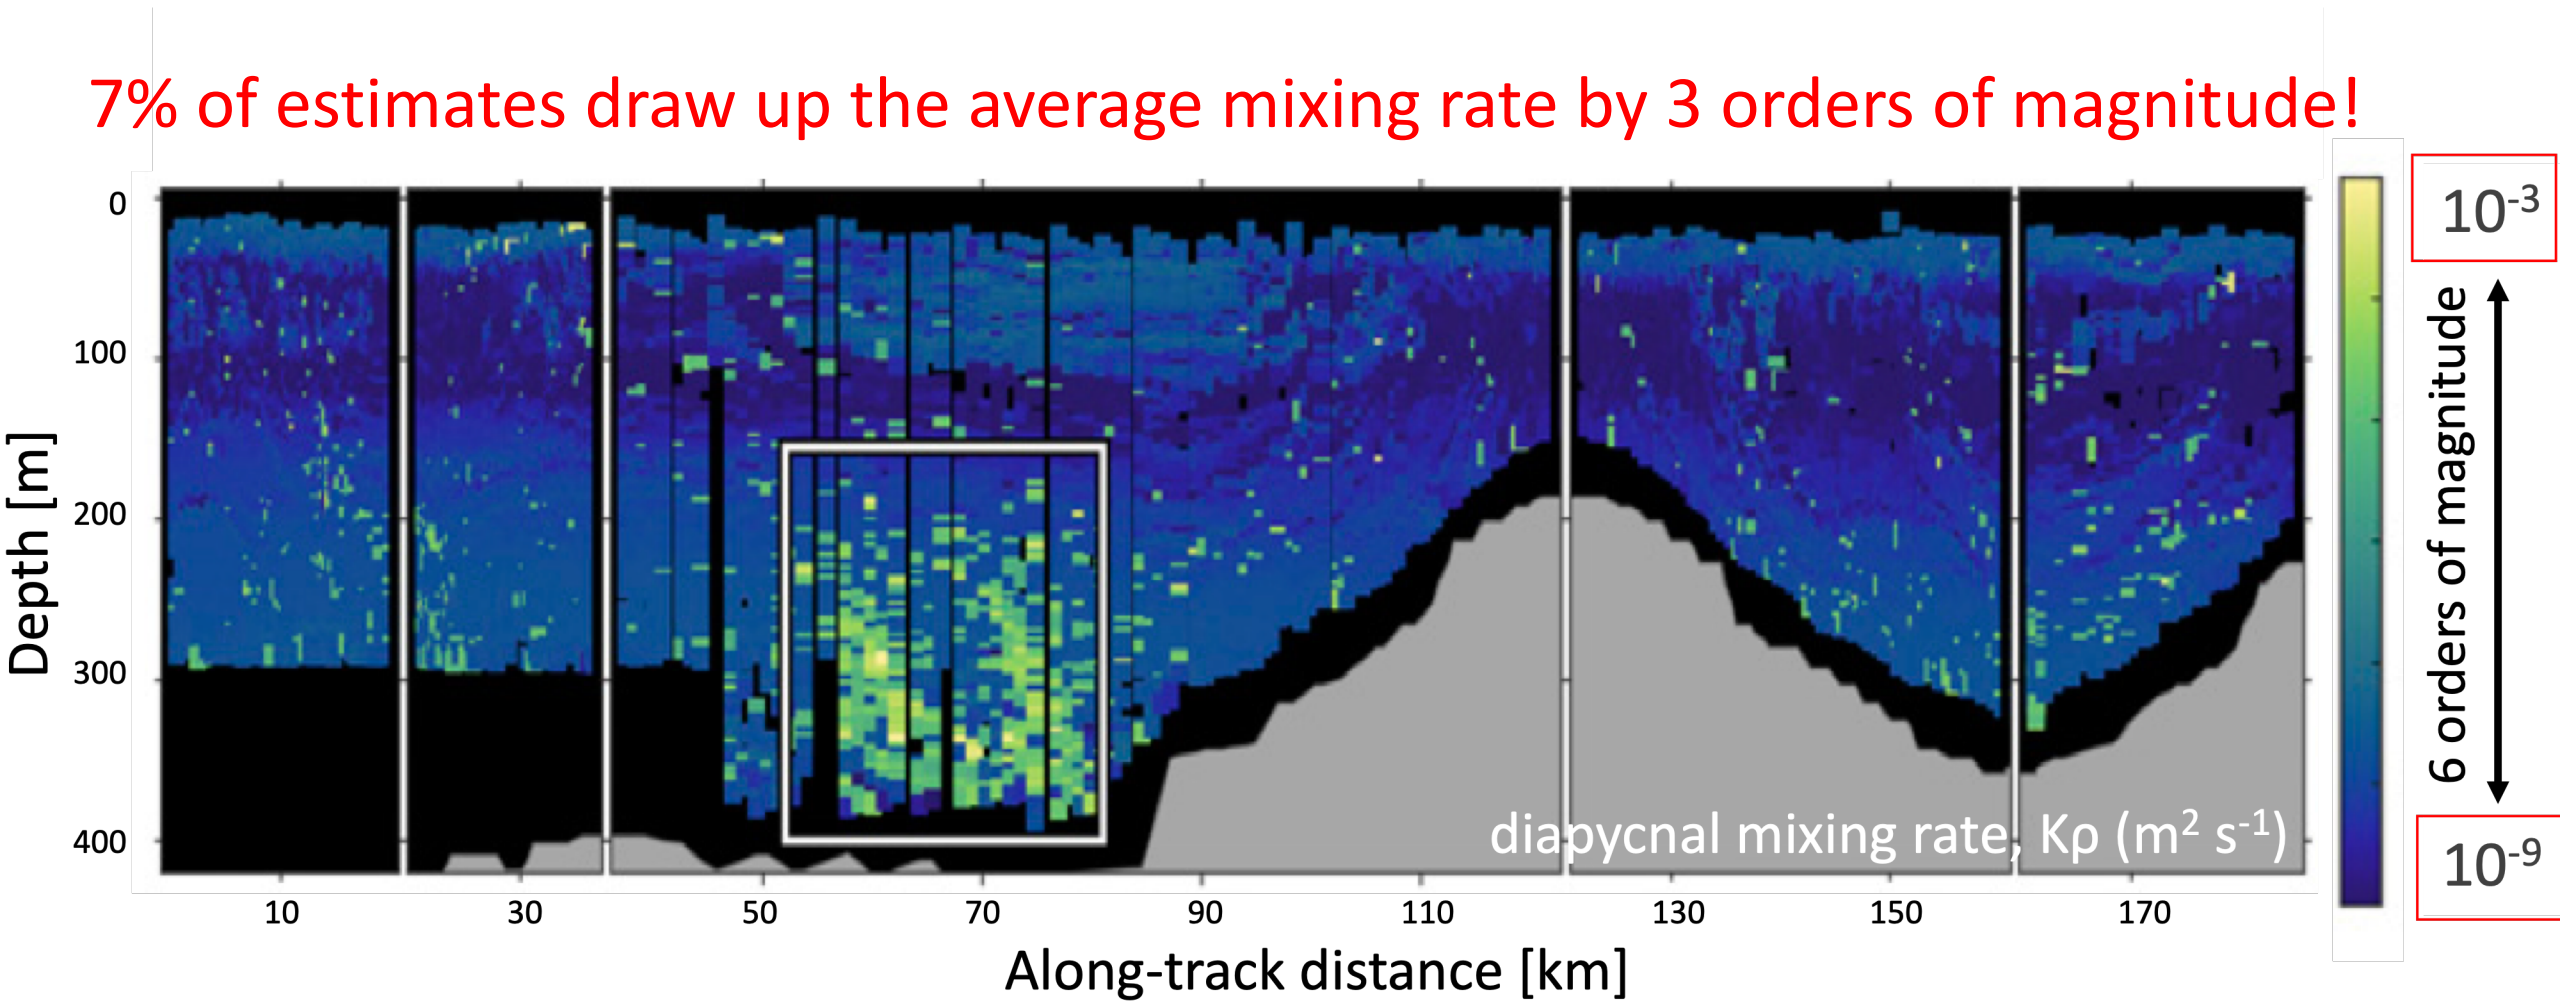 7% of estimates draw up the average mixing rate by 3 orders of magnitude!
10⁻³
6 orders of magnitude
10⁻⁹
Depth [m]
0
100
200
300
400
diapycnal mixing rate, Kρ (m² s⁻¹)
10 30 50 70 90 110 130 150 170
Along-track distance [km]